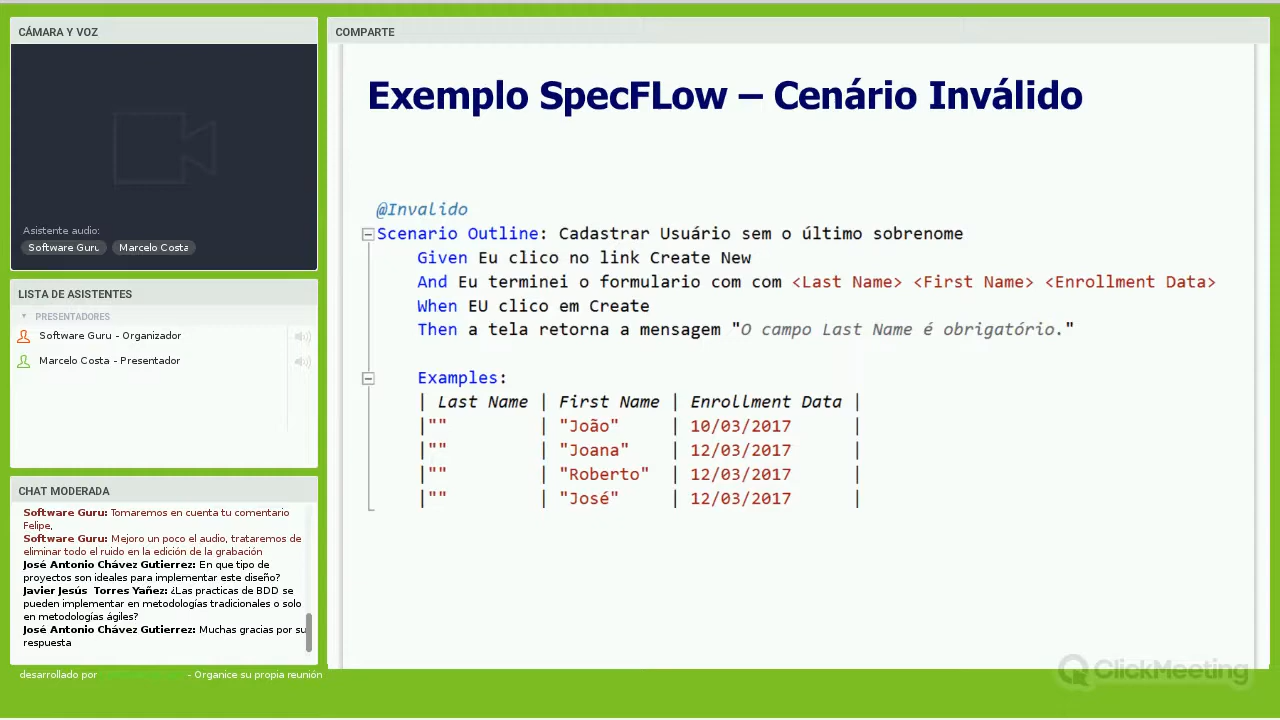 CÁMARA Y VOZ
Asistente audio:
Software Guru
Marcelo Costa
LISTA DE ASISTENTES
PRESENTADORES
Software Guru - Organizador
Marcelo Costa - Presentador
CHAT MODERADA
Software Guru: Tomaremos en cuenta tu comentario
Felipe,
Software Guru: Mejoro un poco el audio, trataremos de
eliminar todo el ruido en la edición de la grabación
José Antonio Chávez Gutierrez: En que tipo de
proyectos son ideales para implementar este diseño?
Javier Jesús Torres Yañez: ¿Las practicas de BDD se
pueden implementar en metodologías tradicionales o solo
en metodologías ágiles?
José Antonio Chávez Gutierrez: Muchas gracias por su
respuesta
desarrollado por - Organice su propia reunión
COMPARTE
Exemplo SpecFLow – Cenário Inválido
@Invalido
Scenario Outline: Cadastrar Usuário sem o último sobrenome
Given Eu clico no link Create New
And Eu terminei o formulario com com <Last Name> <First Name> <Enrollment Data>
When EU clico em Create
Then a tela retorna a mensagem "O campo Last Name é obrigatório."
Examples:
| Last Name | First Name | Enrollment Data |
|"" | "João" | 10/03/2017 |
|"" | "Joana" | 12/03/2017 |
|"" | "Roberto" | 12/03/2017 |
|"" | "José" | 12/03/2017 |
ClickMeeting